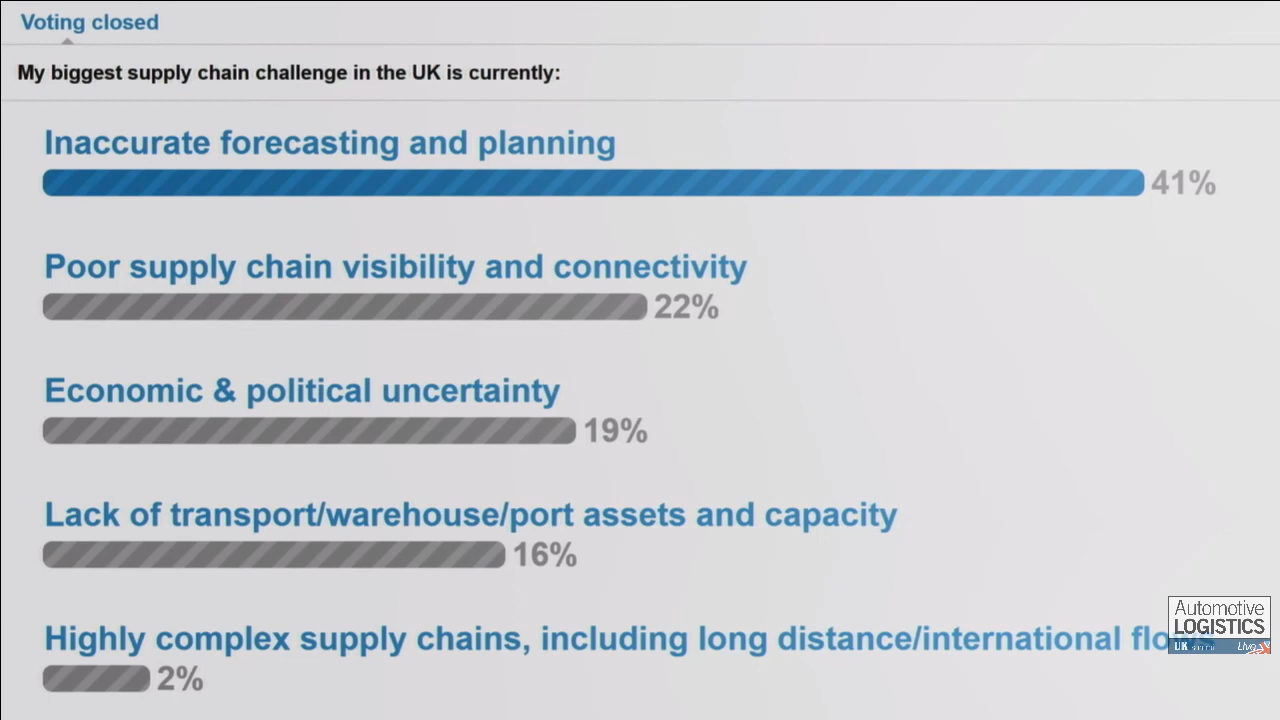 Voting closed
My biggest supply chain challenge in the UK is currently:
Inaccurate forecasting and planning
41%
Poor supply chain visibility and connectivity
22%
Economic & political uncertainty
19%
Lack of transport/warehouse/port assets and capacity
16%
Highly complex supply chains, including long distance/international flows
2%
Automotive
LOGISTICS
UK Live